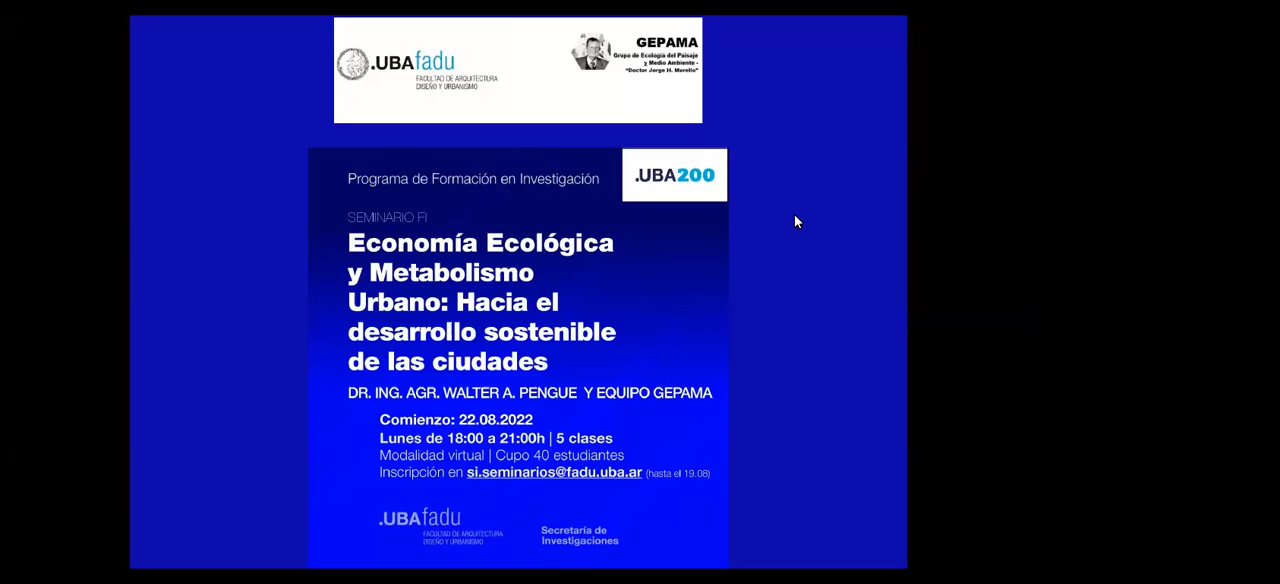 .UBAfadu
FACULTAD DE ARQUITECTURA
DISEÑO Y URBANISMO
GEPAMA
Grupo de Ecología del Paisaje
y Medio Ambiente -
"Doctor Jorge H. Morello"
Programa de Formación en Investigación
.UBA200
SEMINARIO FI
Economía Ecológica
y Metabolismo
Urbano: Hacia el
desarrollo sostenible
de las ciudades
DR. ING. AGR. WALTER A. PENGUE Y EQUIPO GEPAMA
Comienzo: 22.08.2022
Lunes de 18:00 a 21:00h | 5 clases
Modalidad virtual | Cupo 40 estudiantes
Inscripción en si.seminarios@fadu.uba.ar (hasta el 19.08)
.UBAfadu
FACULTAD DE ARQUITECTURA
DISEÑO Y URBANISMO
Secretaría de
Investigaciones